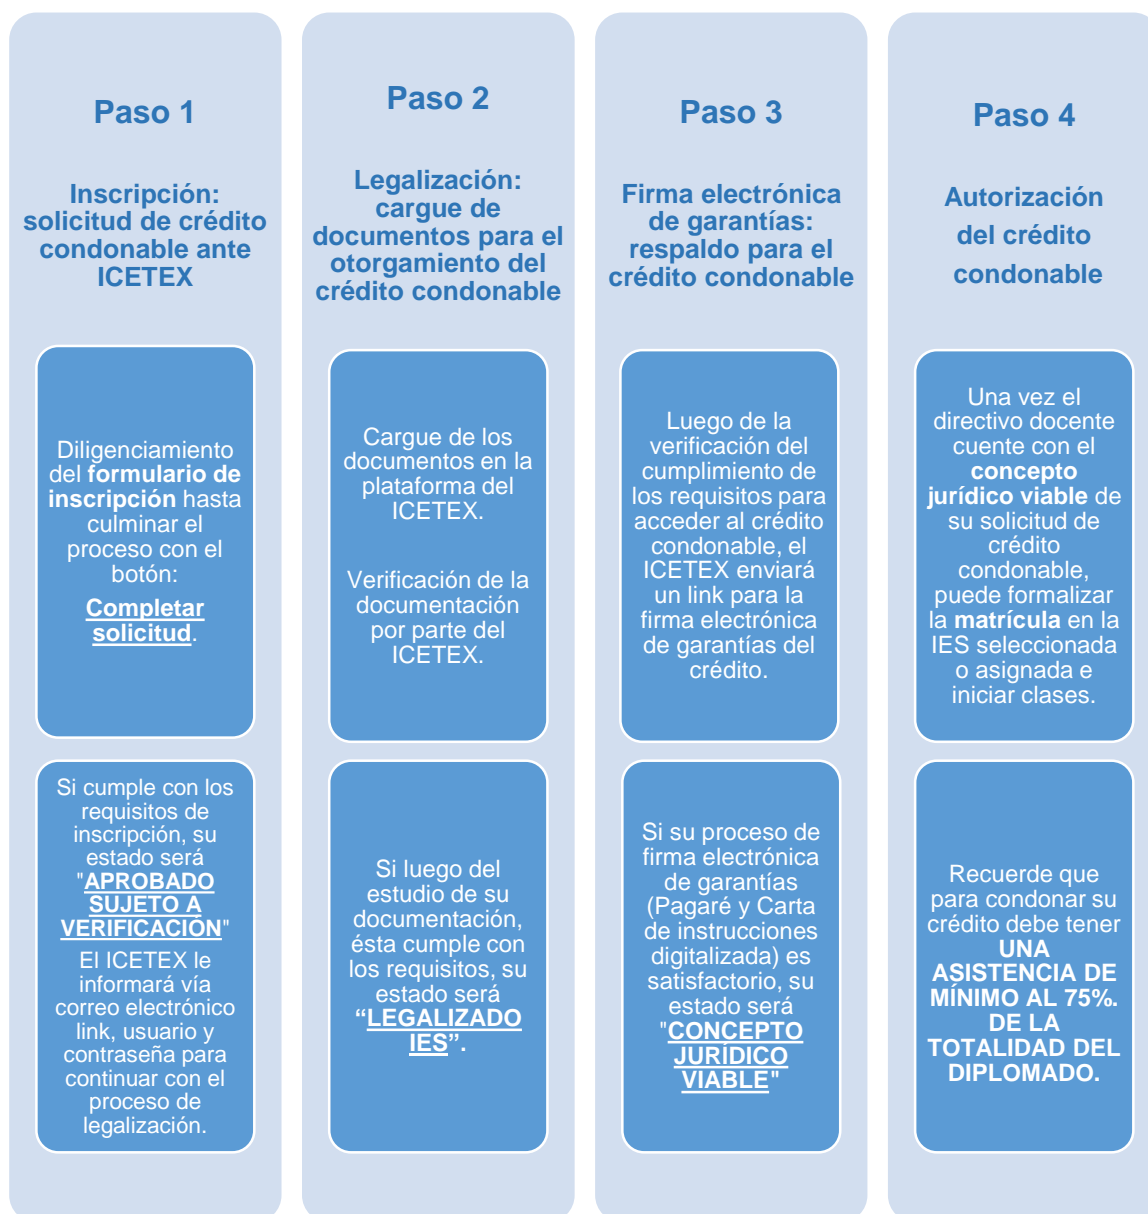 Paso 1
Inscripción:
solicitud de crédito
condonable ante
ICETEX
Diligenciamiento
del formulario de
inscripción hasta
culminar el
proceso con el
botón:
Completar
solicitud.
Si cumple con los
requisitos de
inscripción, su
estado será
"APROBADO
SUJETO A
VERIFICACIÓN"
El ICETEX le
informará vía
correo electrónico
link, usuario y
contraseña para
continuar con el
proceso de
legalización.
Paso 2
Legalización:
cargue de
documentos para el
otorgamiento del
crédito condonable
Cargue de los
documentos en la
plataforma del
ICETEX.
Verificación de la
documentación
por parte del
ICETEX.
Si luego del
estudio de su
documentación,
ésta cumple con
los requisitos, su
estado será
“LEGALIZADO
IES”.
Paso 3
Firma electrónica
de garantías:
respaldo para el
crédito condonable
Luego de la
verificación del
cumplimiento de
los requisitos para
acceder al crédito
condonable, el
ICETEX enviará
un link para la
firma electrónica
de garantías del
crédito.
Si su proceso de
firma electrónica
de garantías
(Pagaré y Carta
de instrucciones
digitalizada) es
satisfactorio, su
estado será
"CONCEPTO
JURÍDICO
VIABLE"
Paso 4
Autorización
del crédito
condonable
Una vez el
directivo docente
cuente con el
concepto
jurídico viable de
su solicitud de
crédito
condonable,
puede formalizar
la matrícula en la
IES seleccionada
o asignada e
iniciar clases.
Recuerde que
para condonar su
crédito debe tener
UNA
ASISTENCIA DE
MÍNIMO AL 75%.
DE LA
TOTALIDAD DEL
DIPLOMADO.